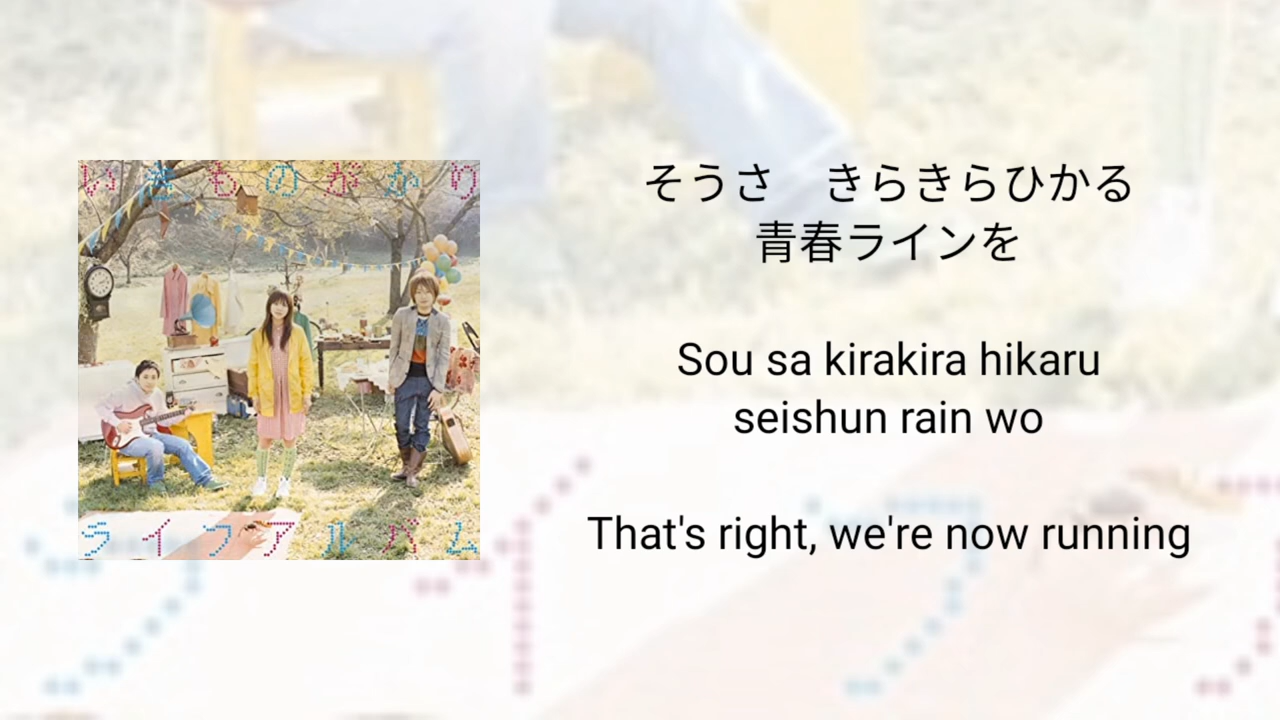 いきものがかり
ライフアルバム
そうさ　きらきらひかる
青春ラインを
Sou sa kirakira hikaru
seishun rain wo
That's right, we're now running